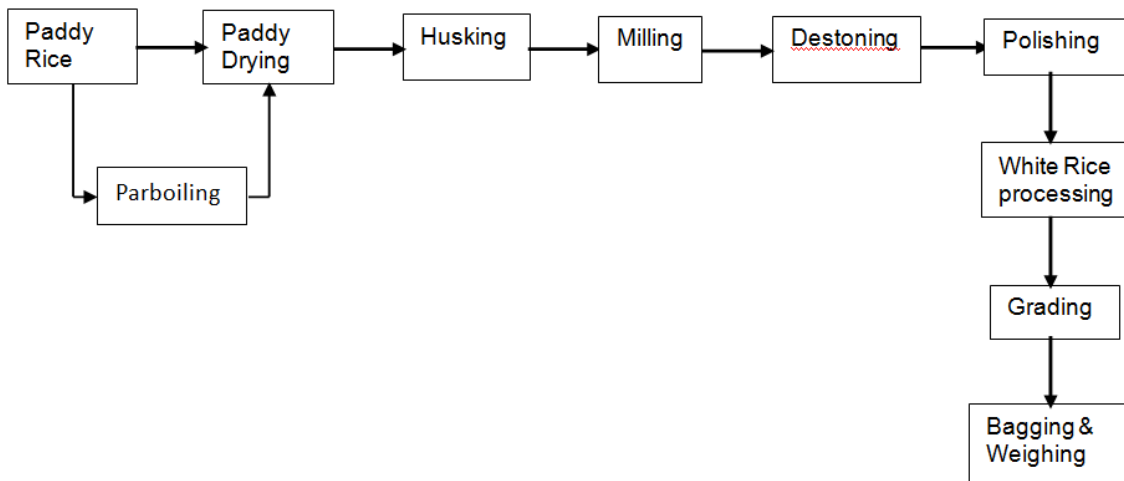 Paddy
Rice
Paddy
Drying
Husking
Milling
Destoning
Polishing
Parboiling
White Rice
processing
Grading
Bagging &
Weighing